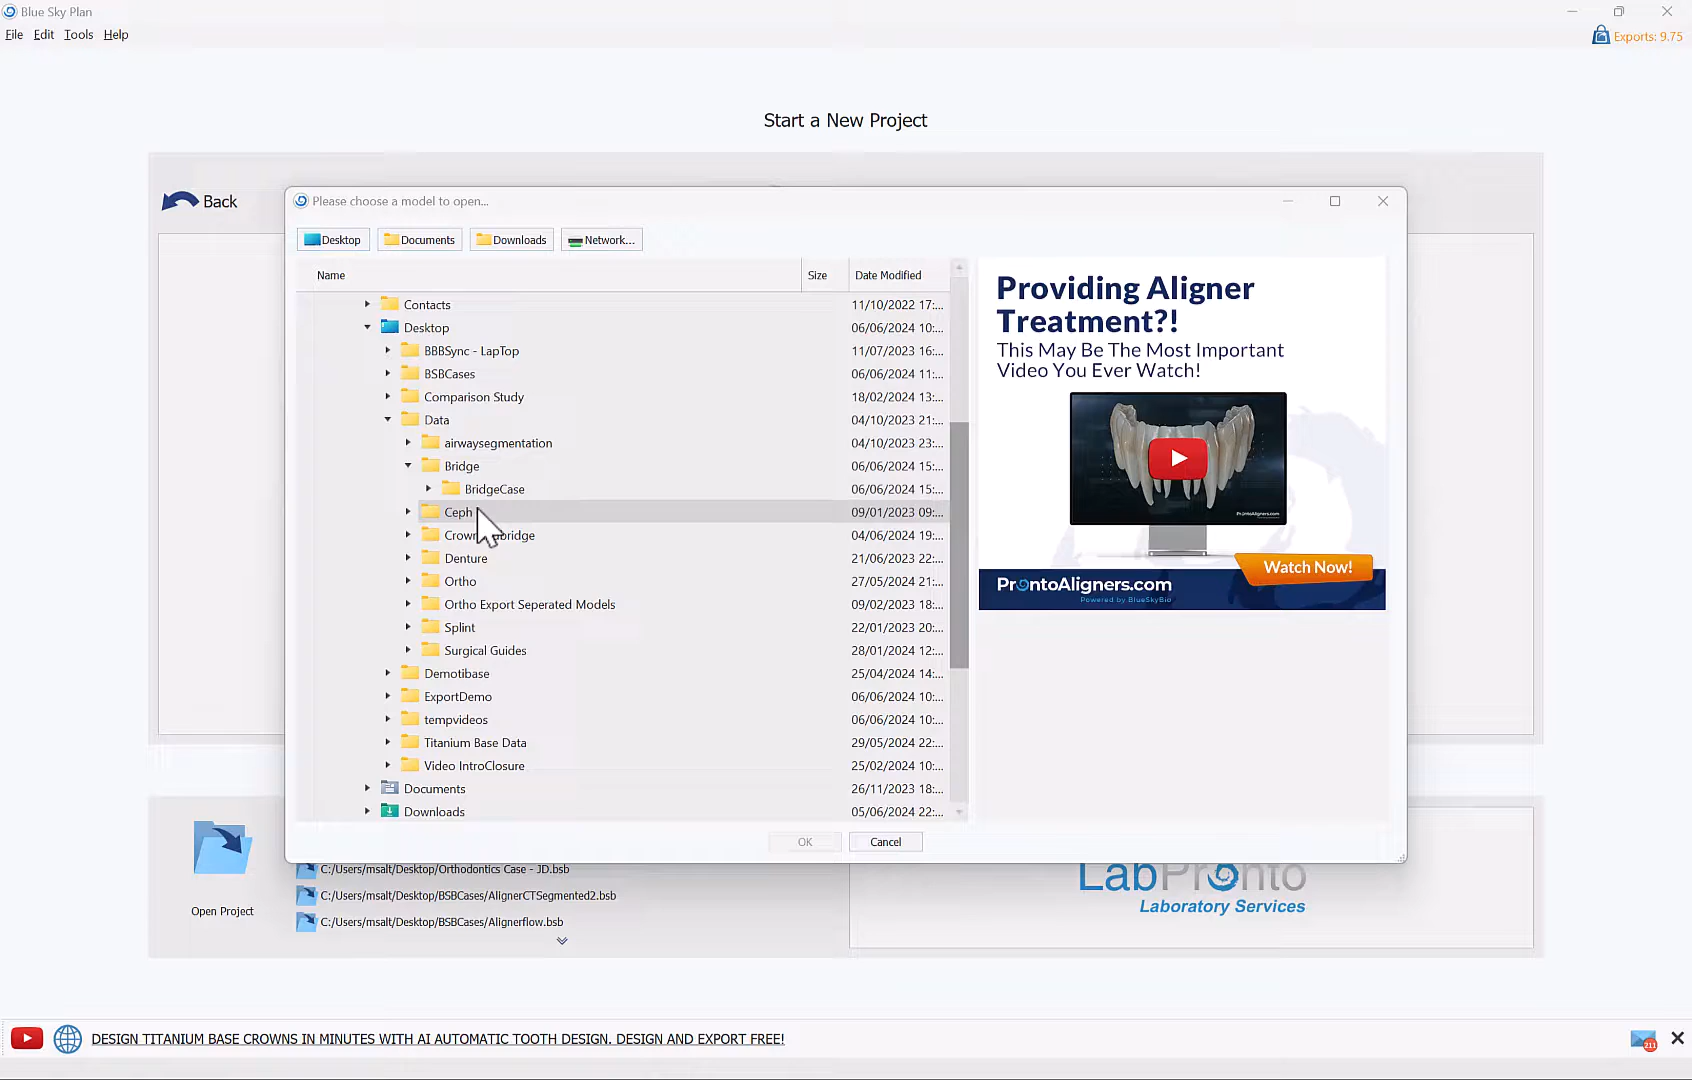 Blue Sky Plan
File Edit Tools Help
Exports: 9.75
Start a New Project
Back
Please choose a model to open...
Desktop Documents Downloads Network...
Name Size Date Modified
Contacts 11/10/2022 17:...
Desktop 06/06/2024 10:...
BBBSync - LapTop 11/07/2023 16:...
BSBCases 06/06/2024 11:...
Comparison Study 18/02/2024 13:...
Data 04/10/2023 21:...
airwaysegmentation 04/10/2023 23:...
Bridge 06/06/2024 15:...
BridgeCase 06/06/2024 15:...
Ceph 09/01/2023 09:...
04/06/2024 19:...
Denture 21/06/2023 22:...
Ortho 27/05/2024 21:...
Ortho Export Seperated Models 09/02/2023 18:...
Splint 22/01/2023 20:...
Surgical Guides 28/01/2024 12:...
Demotibase 25/04/2024 14:...
ExportDemo 06/06/2024 10:...
tempvideos 06/06/2024 10:...
Titanium Base Data 29/05/2024 22:...
Video IntroClosure 25/02/2024 10:...
Documents 26/11/2023 18:...
Downloads 05/06/2024 22:...
Providing Aligner
Treatment?!
This May Be The Most Important
Video You Ever Watch!
ProntoAligners.com
Watch Now!
ProntoAligners.com
Powered by BlueSkyBio
OK Cancel
Open Project
C:/Users/msalt/Desktop/Orthodontics Case - JD.bsb
C:/Users/msalt/Desktop/BSBCases/AlignerCTSegmented2.bsb
C:/Users/msalt/Desktop/BSBCases/Alignerflow.bsb
LabPronto
Laboratory Services
DESIGN TITANIUM BASE CROWNS IN MINUTES WITH AI AUTOMATIC TOOTH DESIGN. DESIGN AND EXPORT FREE!
211